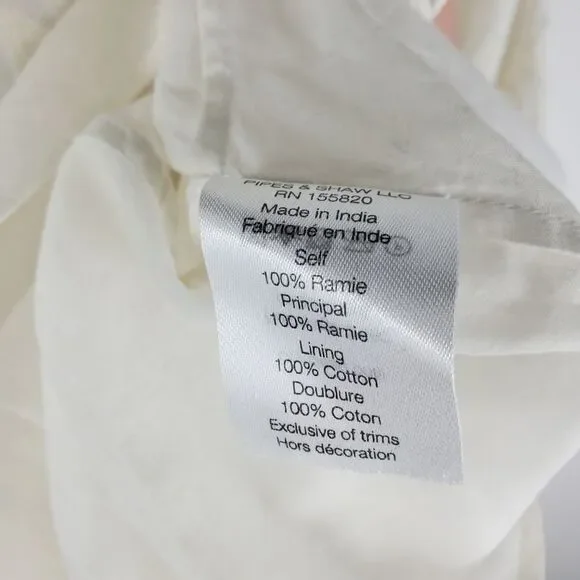 PIPES & SHAW LLC
RN 155820
Made in India
Fabriqué en Inde
Self
100% Ramie
Principal
100% Ramie
Lining
100% Cotton
Doublure
100% Coton
Exclusive of trims
Hors décoration